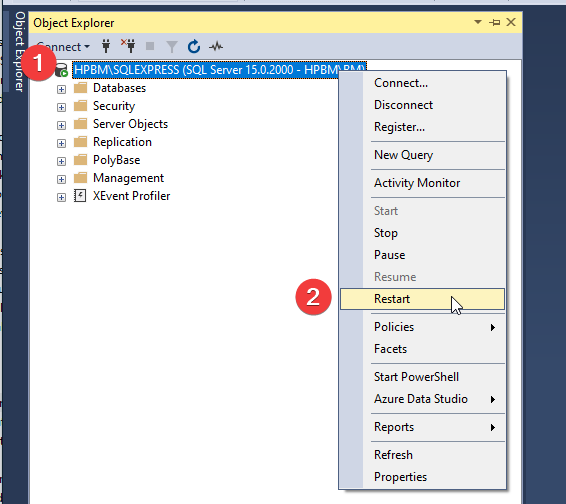 Object Explorer
Object Explorer
Connect
1
HPBM\SQLEXPRESS (SQL Server 15.0.2000 - HPBM\BM)
Databases
Security
Server Objects
Replication
PolyBase
Management
XEvent Profiler
Connect...
Disconnect
Register...
New Query
Activity Monitor
Start
Stop
Pause
Resume
2
Restart
Policies
Facets
Start PowerShell
Azure Data Studio
Reports
Refresh
Properties